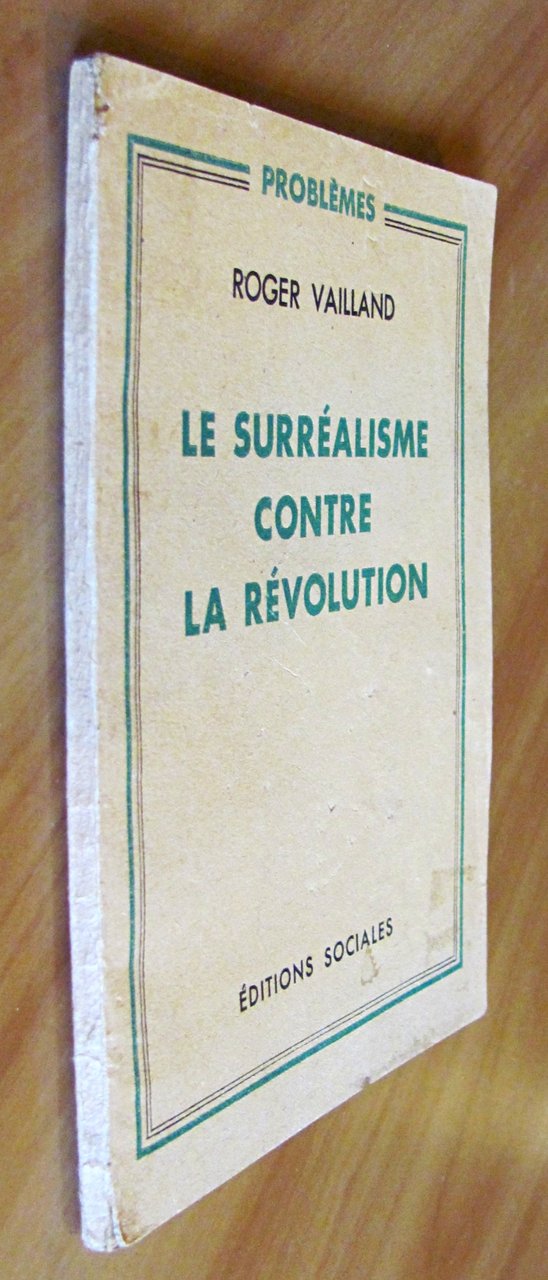 PROBLÈMES
ROGER VAILLAND
LE SURRÉALISME
CONTRE
LA RÉVOLUTION
ÉDITIONS SOCIALES